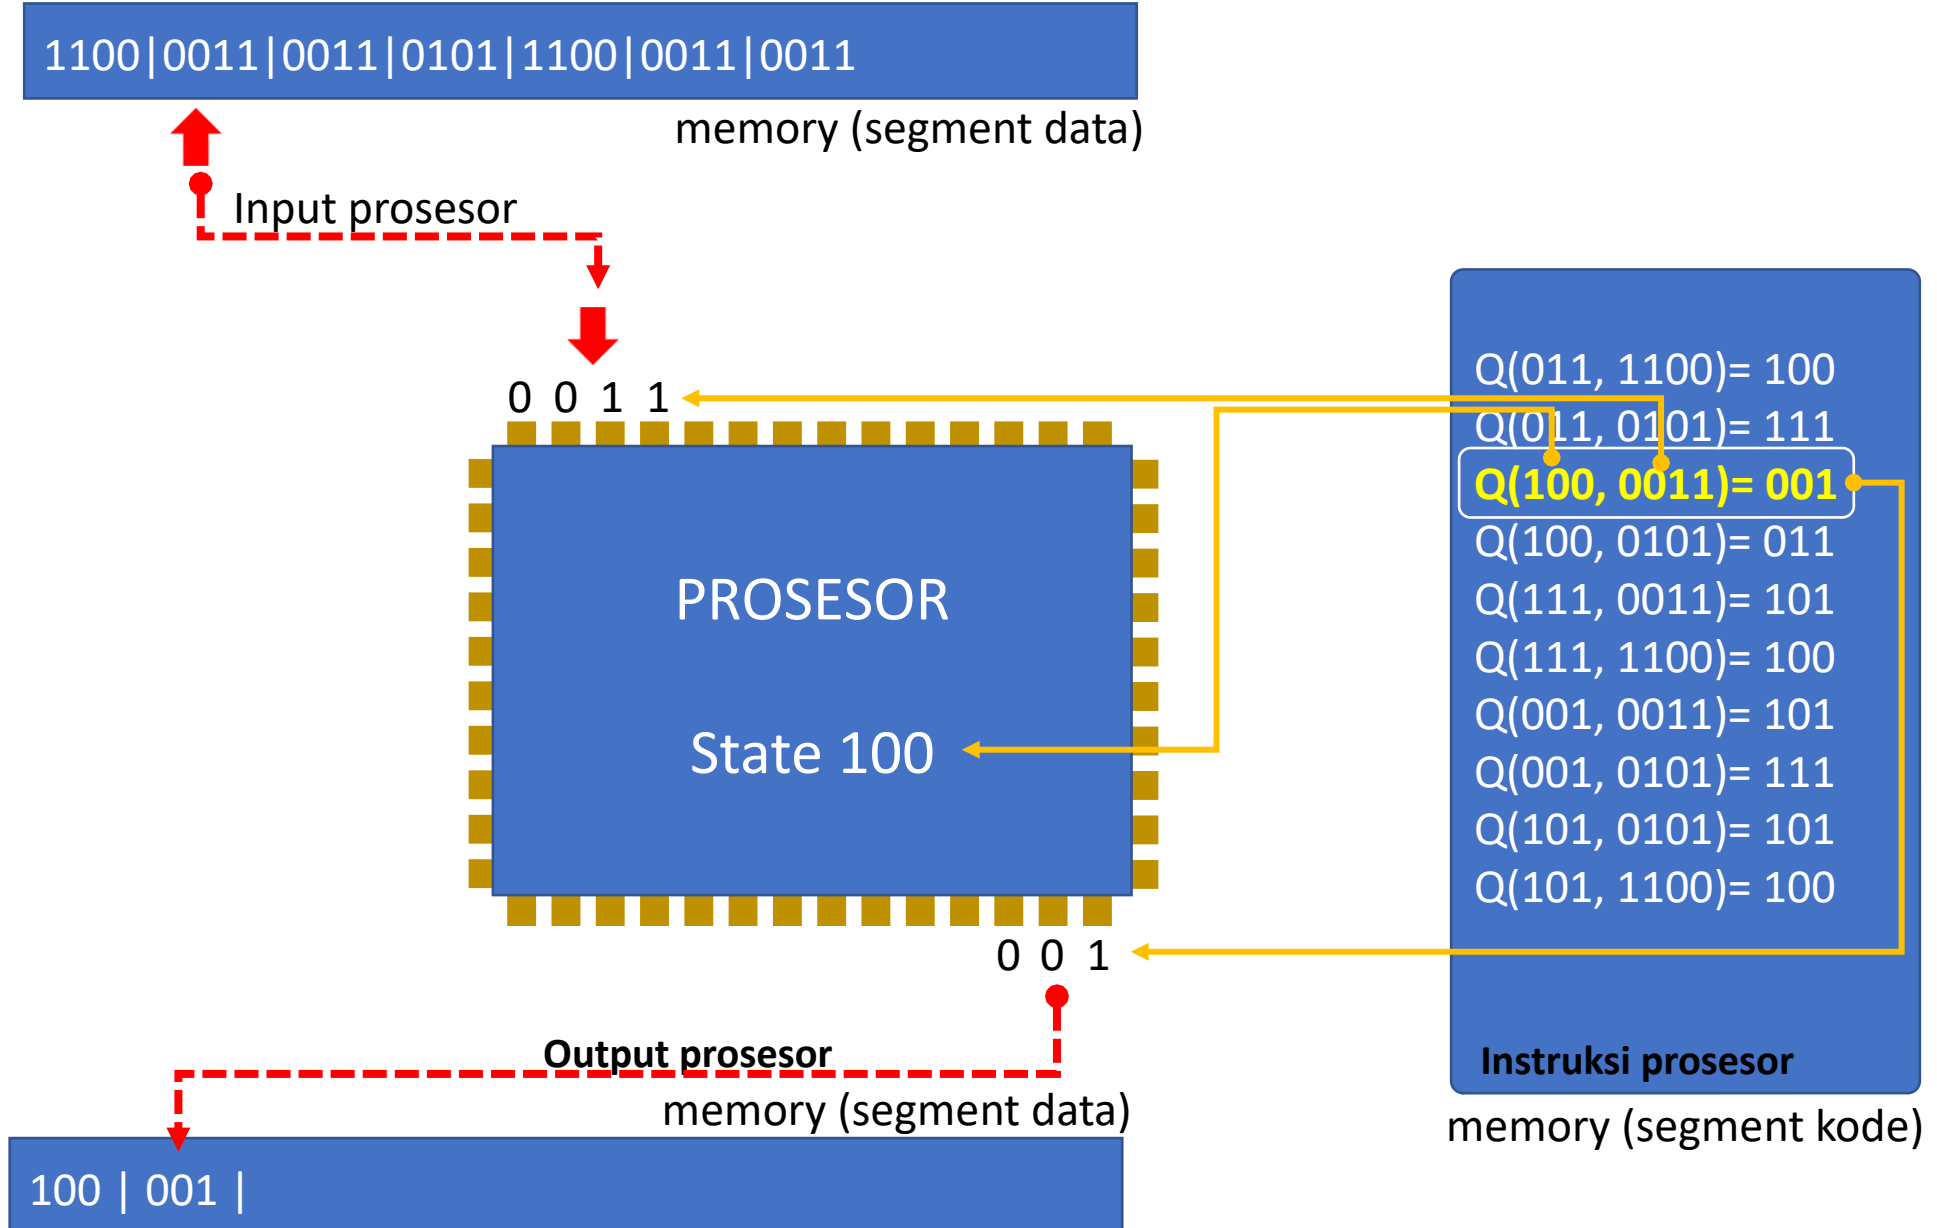 1100|0011|0011|0101|1100|0011|0011
memory (segment data)
Input prosesor
0 0 1 1
PROSESOR
State 100
0 0 1
Output prosesor
memory (segment data)
100 | 001 |
Q(011, 1100)= 100
Q(011, 0101)= 111
Q(100, 0011)= 001
Q(100, 0101)= 011
Q(111, 0011)= 101
Q(111, 1100)= 100
Q(001, 0011)= 101
Q(001, 0101)= 111
Q(101, 0101)= 101
Q(101, 1100)= 100
Instruksi prosesor
memory (segment kode)